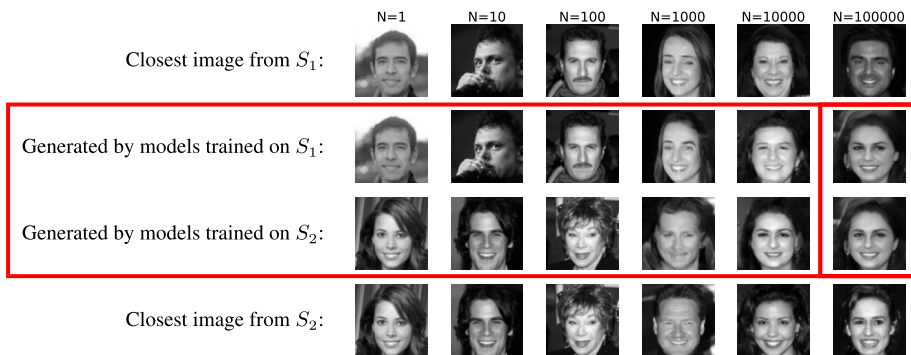 N=1 N=10 N=100 N=1000 N=10000 N=100000
Closest image from S₁:
Generated by models trained on S₁:
Generated by models trained on S₂:
Closest image from S₂: